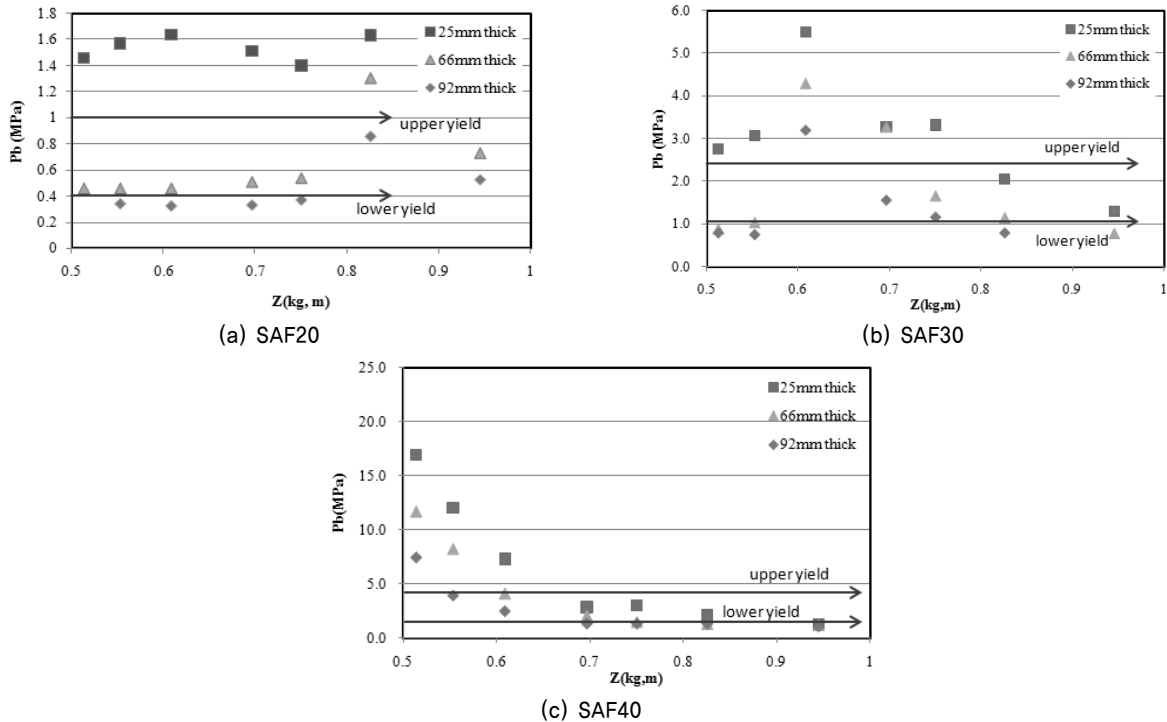 1.8
1.6
1.4
1.2
1
0.8
0.6
0.4
0.2
0
Pb (MPa)
25mm thick
66mm thick
92mm thick
upper yield
lower yield
0.5 0.6 0.7 0.8 0.9 1
Z(kg, m)
(a) SAF20
6.0
5.0
4.0
3.0
2.0
1.0
0.0
Pb (MPa)
25mm thick
66mm thick
92mm thick
upper yield
lower yield
0.5 0.6 0.7 0.8 0.9 1
Z(kg,m)
(b) SAF30
25.0
20.0
15.0
10.0
5.0
0.0
Pb(MPa)
25mm thick
66mm thick
92mm thick
upper yield
lower yield
0.5 0.6 0.7 0.8 0.9 1
Z(kg,m)
(c) SAF40